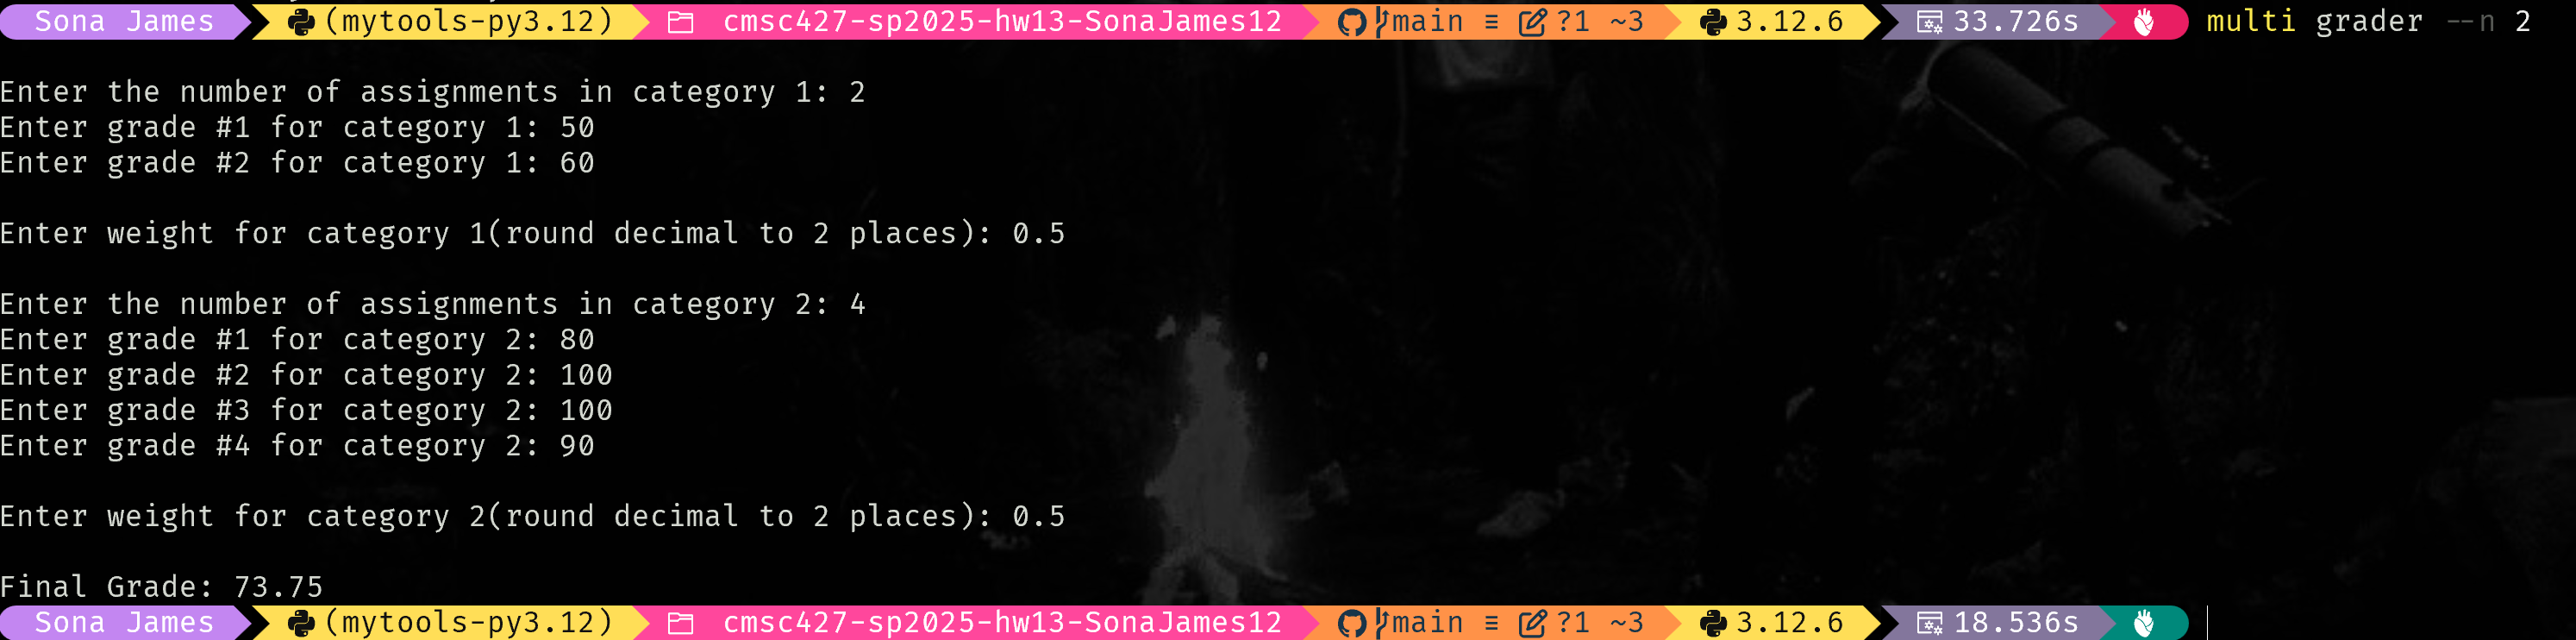 Sona James (mytools-py3.12) cmsc427-sp2025-hw13-SonaJames12 main ≡ ?1 ~3 3.12.6 33.726s multi grader --n 2
Enter the number of assignments in category 1: 2
Enter grade #1 for category 1: 50
Enter grade #2 for category 1: 60
Enter weight for category 1(round decimal to 2 places): 0.5
Enter the number of assignments in category 2: 4
Enter grade #1 for category 2: 80
Enter grade #2 for category 2: 100
Enter grade #3 for category 2: 100
Enter grade #4 for category 2: 90
Enter weight for category 2(round decimal to 2 places): 0.5
Final Grade: 73.75
Sona James (mytools-py3.12) cmsc427-sp2025-hw13-SonaJames12 main ≡ ?1 ~3 3.12.6 18.536s